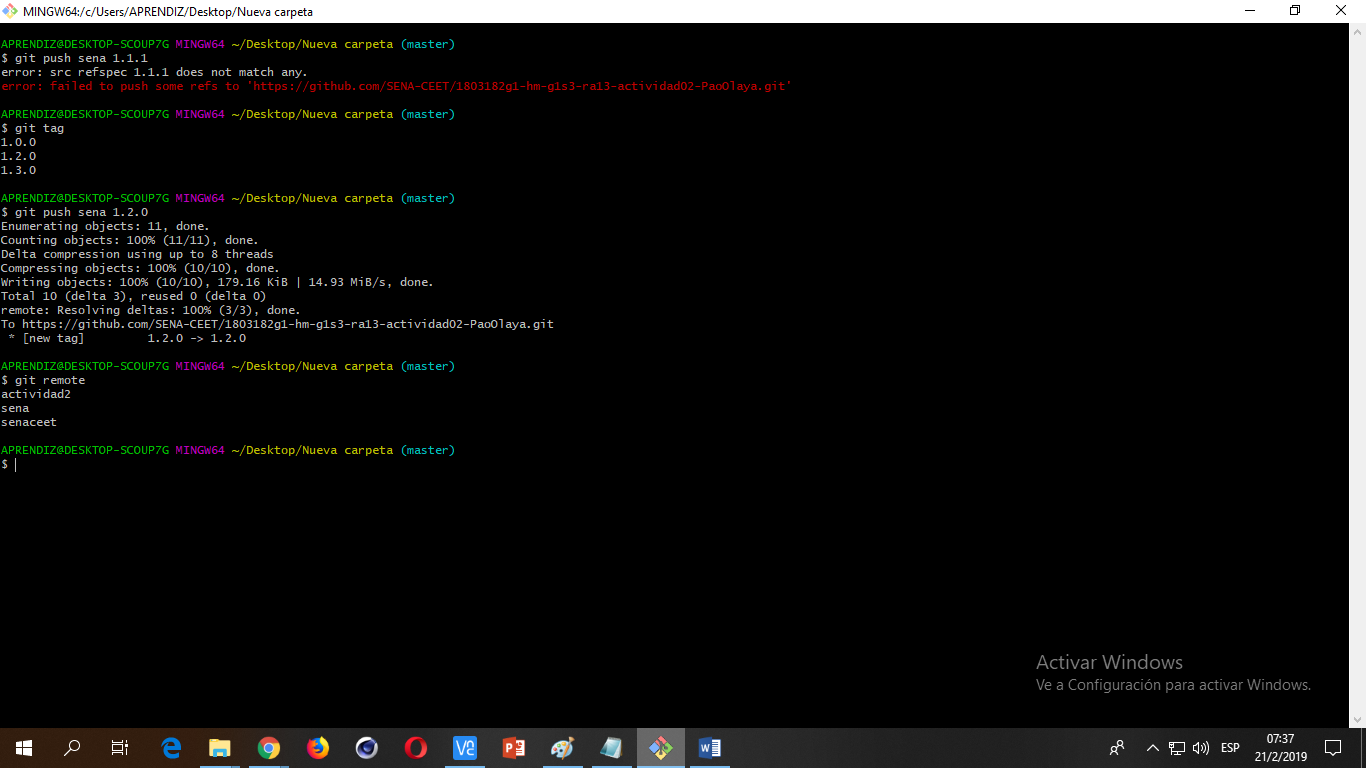 MINGW64:/c/Users/APRENDIZ/Desktop/Nueva carpeta
APRENDIZ@DESKTOP-SCOUP7G MINGW64 ~/Desktop/Nueva carpeta (master)
$ git push sena 1.1.1
error: src refspec 1.1.1 does not match any.
error: failed to push some refs to 'https://github.com/SENA-CEET/1803182g1-hm-g1s3-ra13-actividad02-PaoOlaya.git'
APRENDIZ@DESKTOP-SCOUP7G MINGW64 ~/Desktop/Nueva carpeta (master)
$ git tag
1.0.0
1.2.0
1.3.0
APRENDIZ@DESKTOP-SCOUP7G MINGW64 ~/Desktop/Nueva carpeta (master)
$ git push sena 1.2.0
Enumerating objects: 11, done.
Counting objects: 100% (11/11), done.
Delta compression using up to 8 threads
Compressing objects: 100% (10/10), done.
Writing objects: 100% (10/10), 179.16 KiB | 14.93 MiB/s, done.
Total 10 (delta 3), reused 0 (delta 0)
remote: Resolving deltas: 100% (3/3), done.
To https://github.com/SENA-CEET/1803182g1-hm-g1s3-ra13-actividad02-PaoOlaya.git
 * [new tag]         1.2.0 -> 1.2.0
APRENDIZ@DESKTOP-SCOUP7G MINGW64 ~/Desktop/Nueva carpeta (master)
$ git remote
actividad2
sena
senaceet
APRENDIZ@DESKTOP-SCOUP7G MINGW64 ~/Desktop/Nueva carpeta (master)
$
Activar Windows
Ve a Configuración para activar Windows.
ESP
07:37
21/2/2019